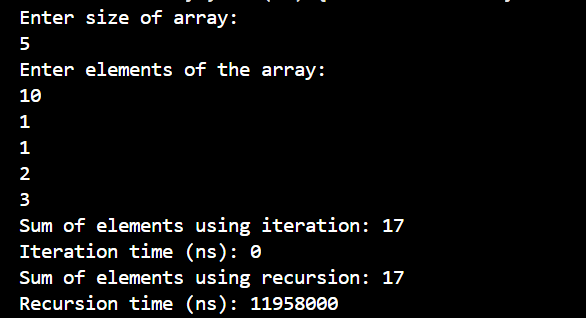 Enter size of array:
5
Enter elements of the array:
10
1
1
2
3
Sum of elements using iteration: 17
Iteration time (ns): 0
Sum of elements using recursion: 17
Recursion time (ns): 11958000